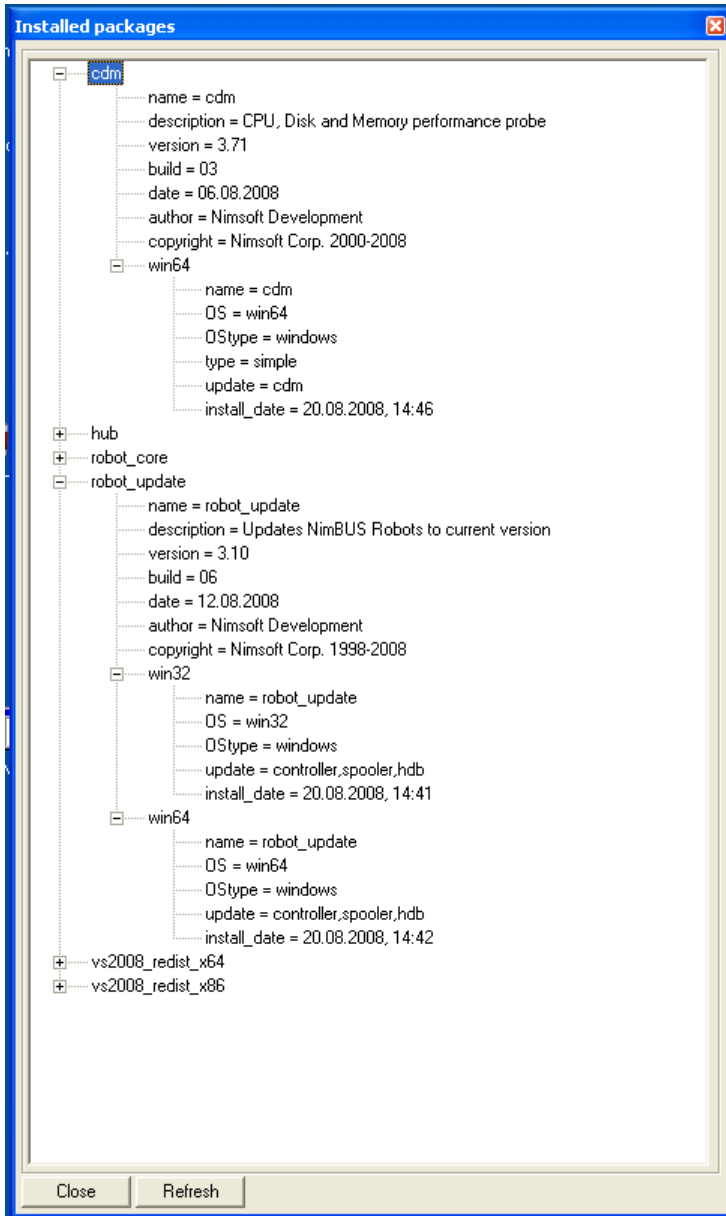 Installed packages
cdm
name = cdm
description = CPU, Disk and Memory performance probe
version = 3.71
build = 03
date = 06.08.2008
author = Nimsoft Development
copyright = Nimsoft Corp. 2000-2008
win64
name = cdm
OS = win64
OStype = windows
type = simple
update = cdm
install_date = 20.08.2008, 14:46
hub
robot_core
robot_update
name = robot_update
description = Updates NimBUS Robots to current version
version = 3.10
build = 06
date = 12.08.2008
author = Nimsoft Development
copyright = Nimsoft Corp. 1998-2008
win32
name = robot_update
OS = win32
OStype = windows
update = controller,spooler,hdb
install_date = 20.08.2008, 14:41
win64
name = robot_update
OS = win64
OStype = windows
update = controller,spooler,hdb
install_date = 20.08.2008, 14:42
vs2008_redist_x64
vs2008_redist_x86
Close Refresh